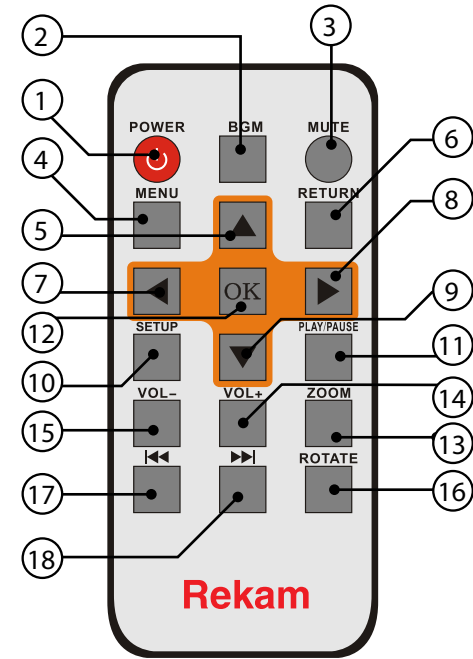 2
3
1
POWER
BGM
MUTE
6
4
MENU
RETURN
8
5
7
OK
9
12
SETUP
PLAY/PAUSE
11
10
VOL–
VOL+
ZOOM
14
15
13
ROTATE
17
16
18
Rekam